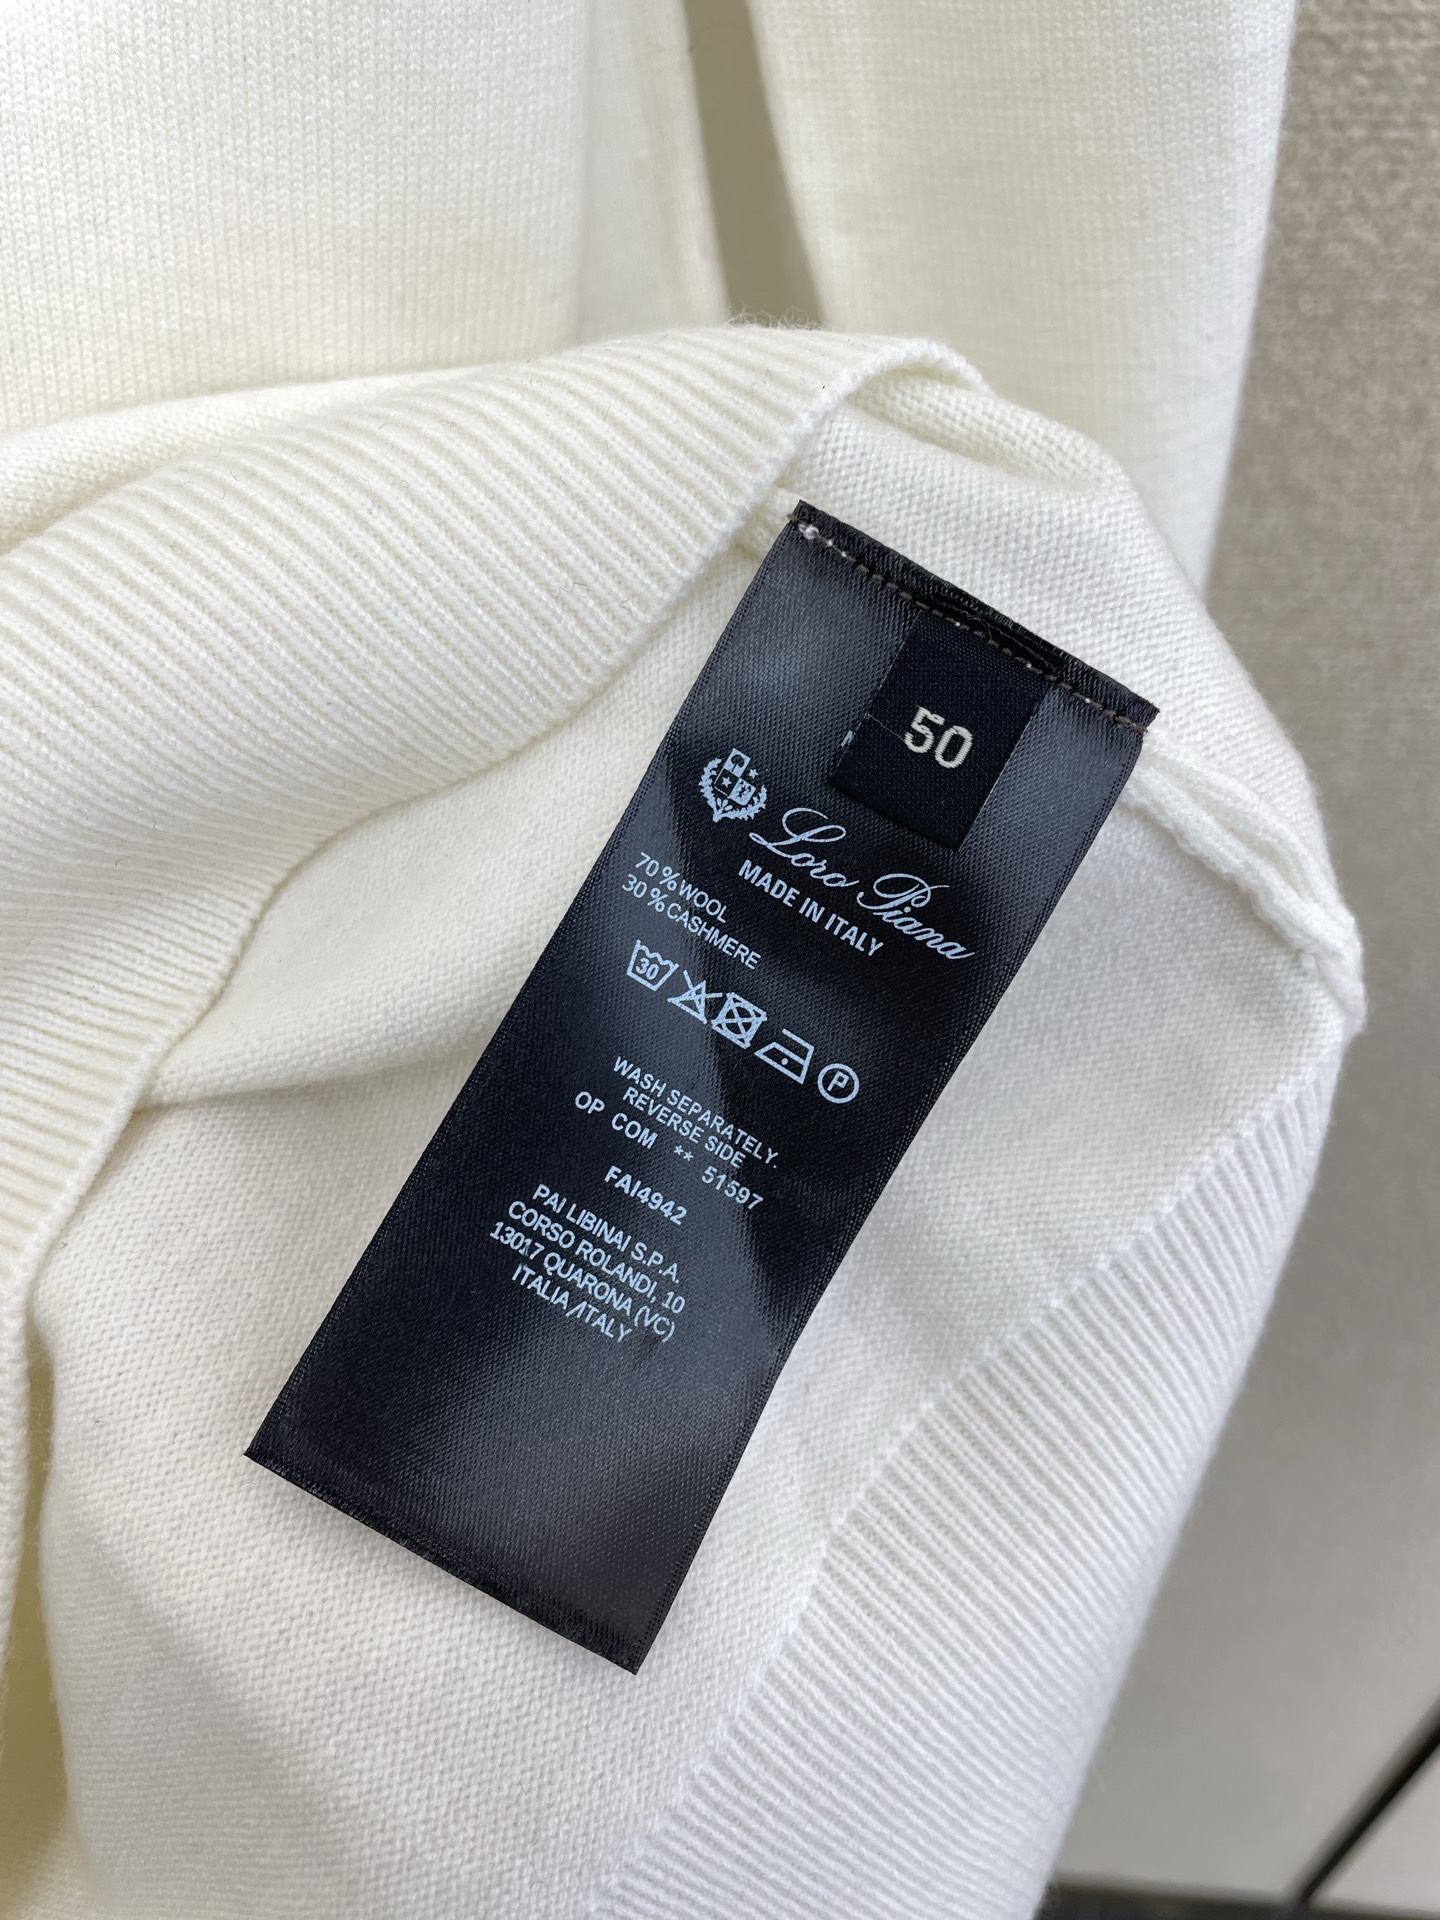 50
Loro Piana
MADE IN ITALY
70%WOOL
30%CASHMERE
30
P
WASH SEPARATELY.
REVERSE SIDE
OP COM ** 51597
FAI4942
PAI LIBINAI S.P.A.
CORSO ROLANDI, 10
13017 QUARONA (VC)
ITALIA/ITALY